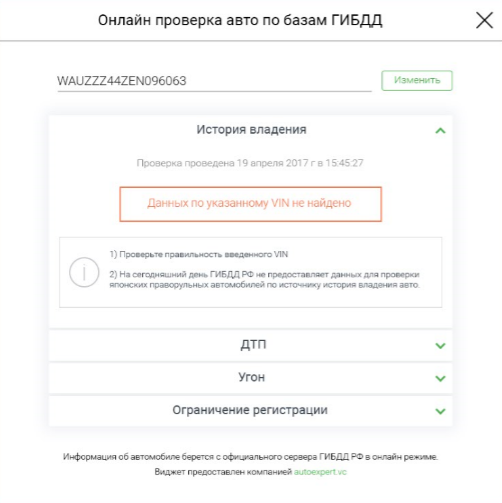 Онлайн проверка авто по базам ГИБДД
WAUZZZ44ZEN096063
Изменить
История владения
Проверка проведена 19 апреля 2017 г в 15:45:27
Данных по указанному VIN не найдено
1) Проверьте правильность введенного VIN
2) На сегодняшний день ГИБДД РФ не предоставляет данных для проверки
японских праворульных автомобилей по источнику история владения авто.
ДТП
Угон
Ограничение регистрации
Информация об автомобиле берется с официального сервера ГИБДД РФ в онлайн режиме.
Виджет предоставлен компанией autoexpert.vc